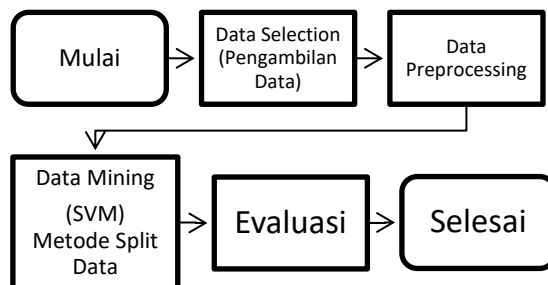 Mulai
Data Selection
(Pengambilan
Data)
Data
Preprocessing
Data Mining
(SVM)
Metode Split
Data
Evaluasi
Selesai